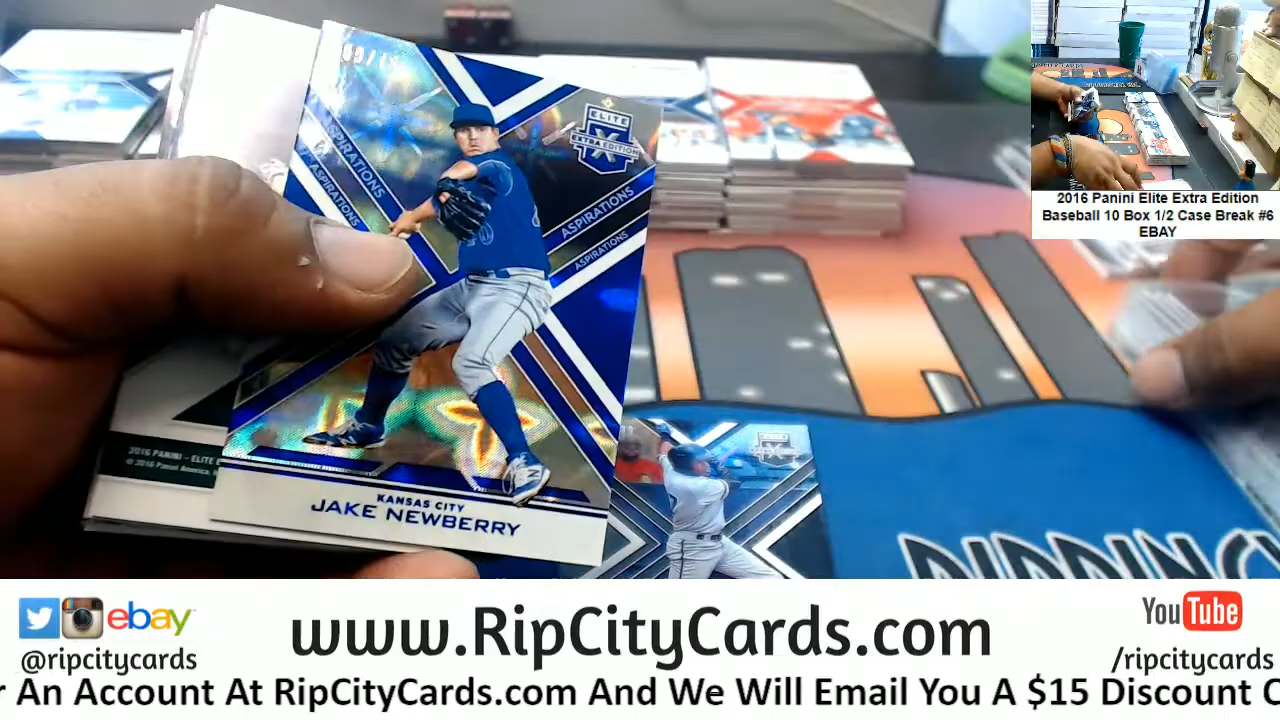 ASPIRATIONS
ASPIRATIONS
ELITE
EXTRA EDITION
ASPIRATIONS
ASPIRATIONS
KANSAS CITY
JAKE NEWBERRY
2016 PANINI - ELITE E
© 2016 Panini America,
2016 Panini Elite Extra Edition
Baseball 10 Box 1/2 Case Break #6
EBAY
ebay
@ripcitycards
www.RipCityCards.com
YouTube
/ripcitycards
r An Account At RipCityCards.com And We Will Email You A $15 Discount C